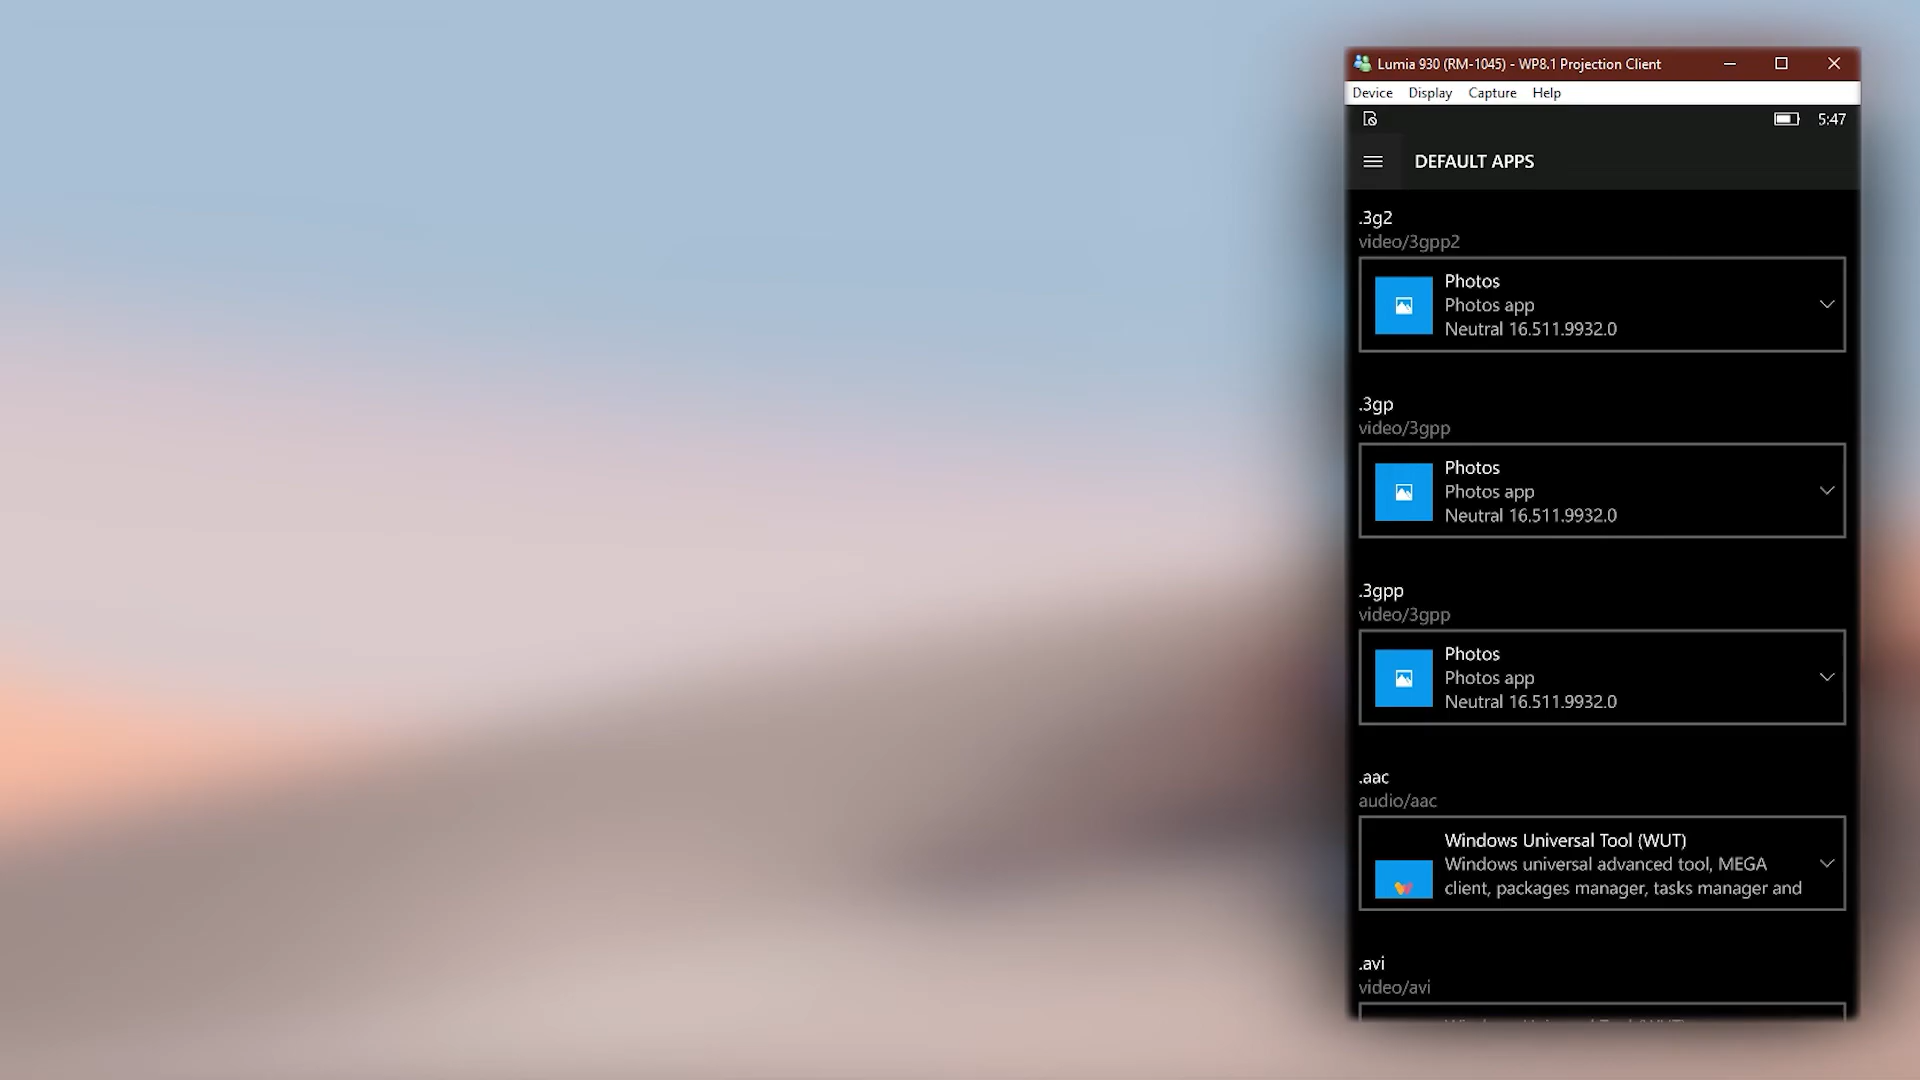 Lumia 930 (RM-1045) - WP8.1 Projection Client
Device Display Capture Help
5:47
DEFAULT APPS
.3g2
video/3gpp2
Photos
Photos app
Neutral 16.511.9932.0
.3gp
video/3gpp
Photos
Photos app
Neutral 16.511.9932.0
.3gpp
video/3gpp
Photos
Photos app
Neutral 16.511.9932.0
.aac
audio/aac
Windows Universal Tool (WUT)
Windows universal advanced tool, MEGA
client, packages manager, tasks manager and
.avi
video/avi